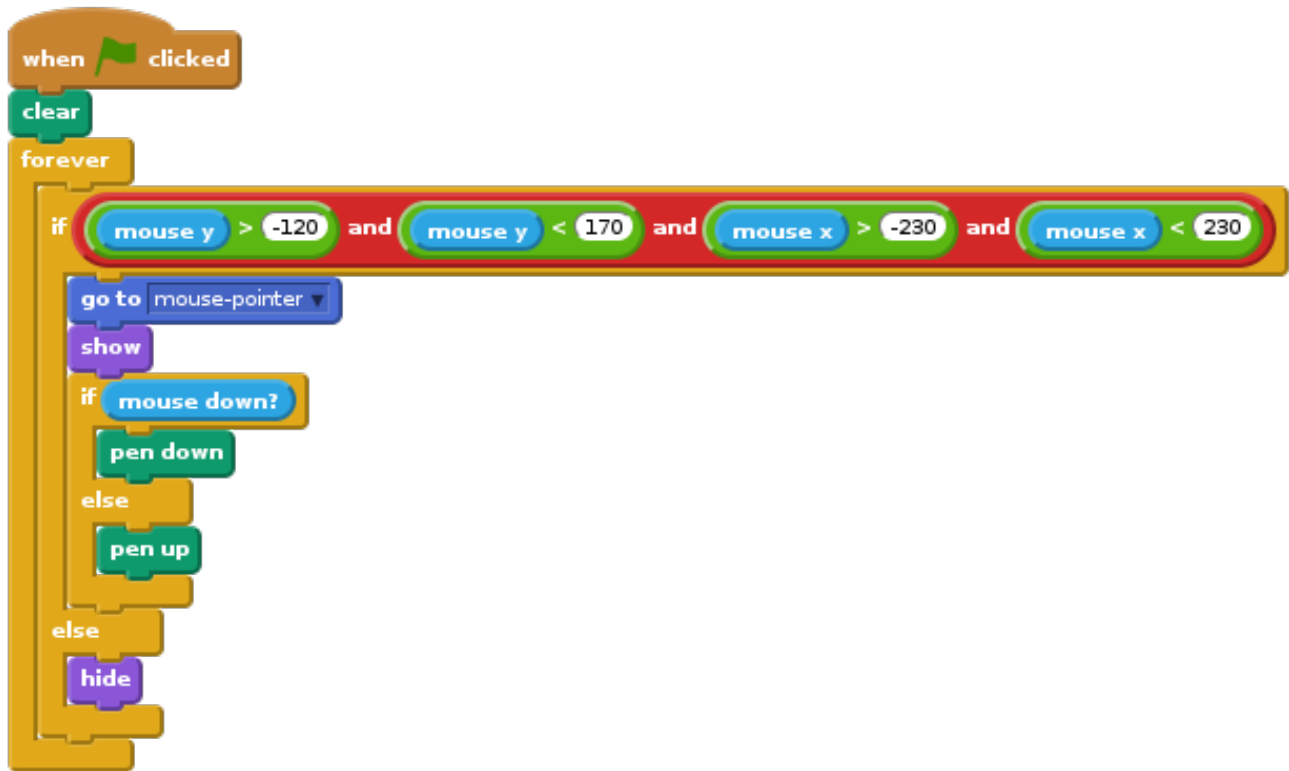 when clicked
clear
forever
if mouse y > -120 and mouse y < 170 and mouse x > -230 and mouse x < 230
go to mouse-pointer
show
if mouse down?
pen down
else
pen up
else
hide